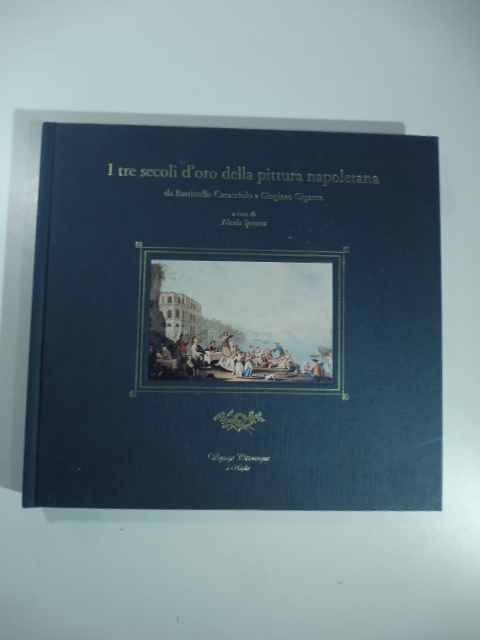 I tre secoli d'oro della pittura napoletana
da Battistello Caracciolo a Giacinto Gigante
a cura di
Nicola Spinosa
Voyage Pittoresque
à Naples